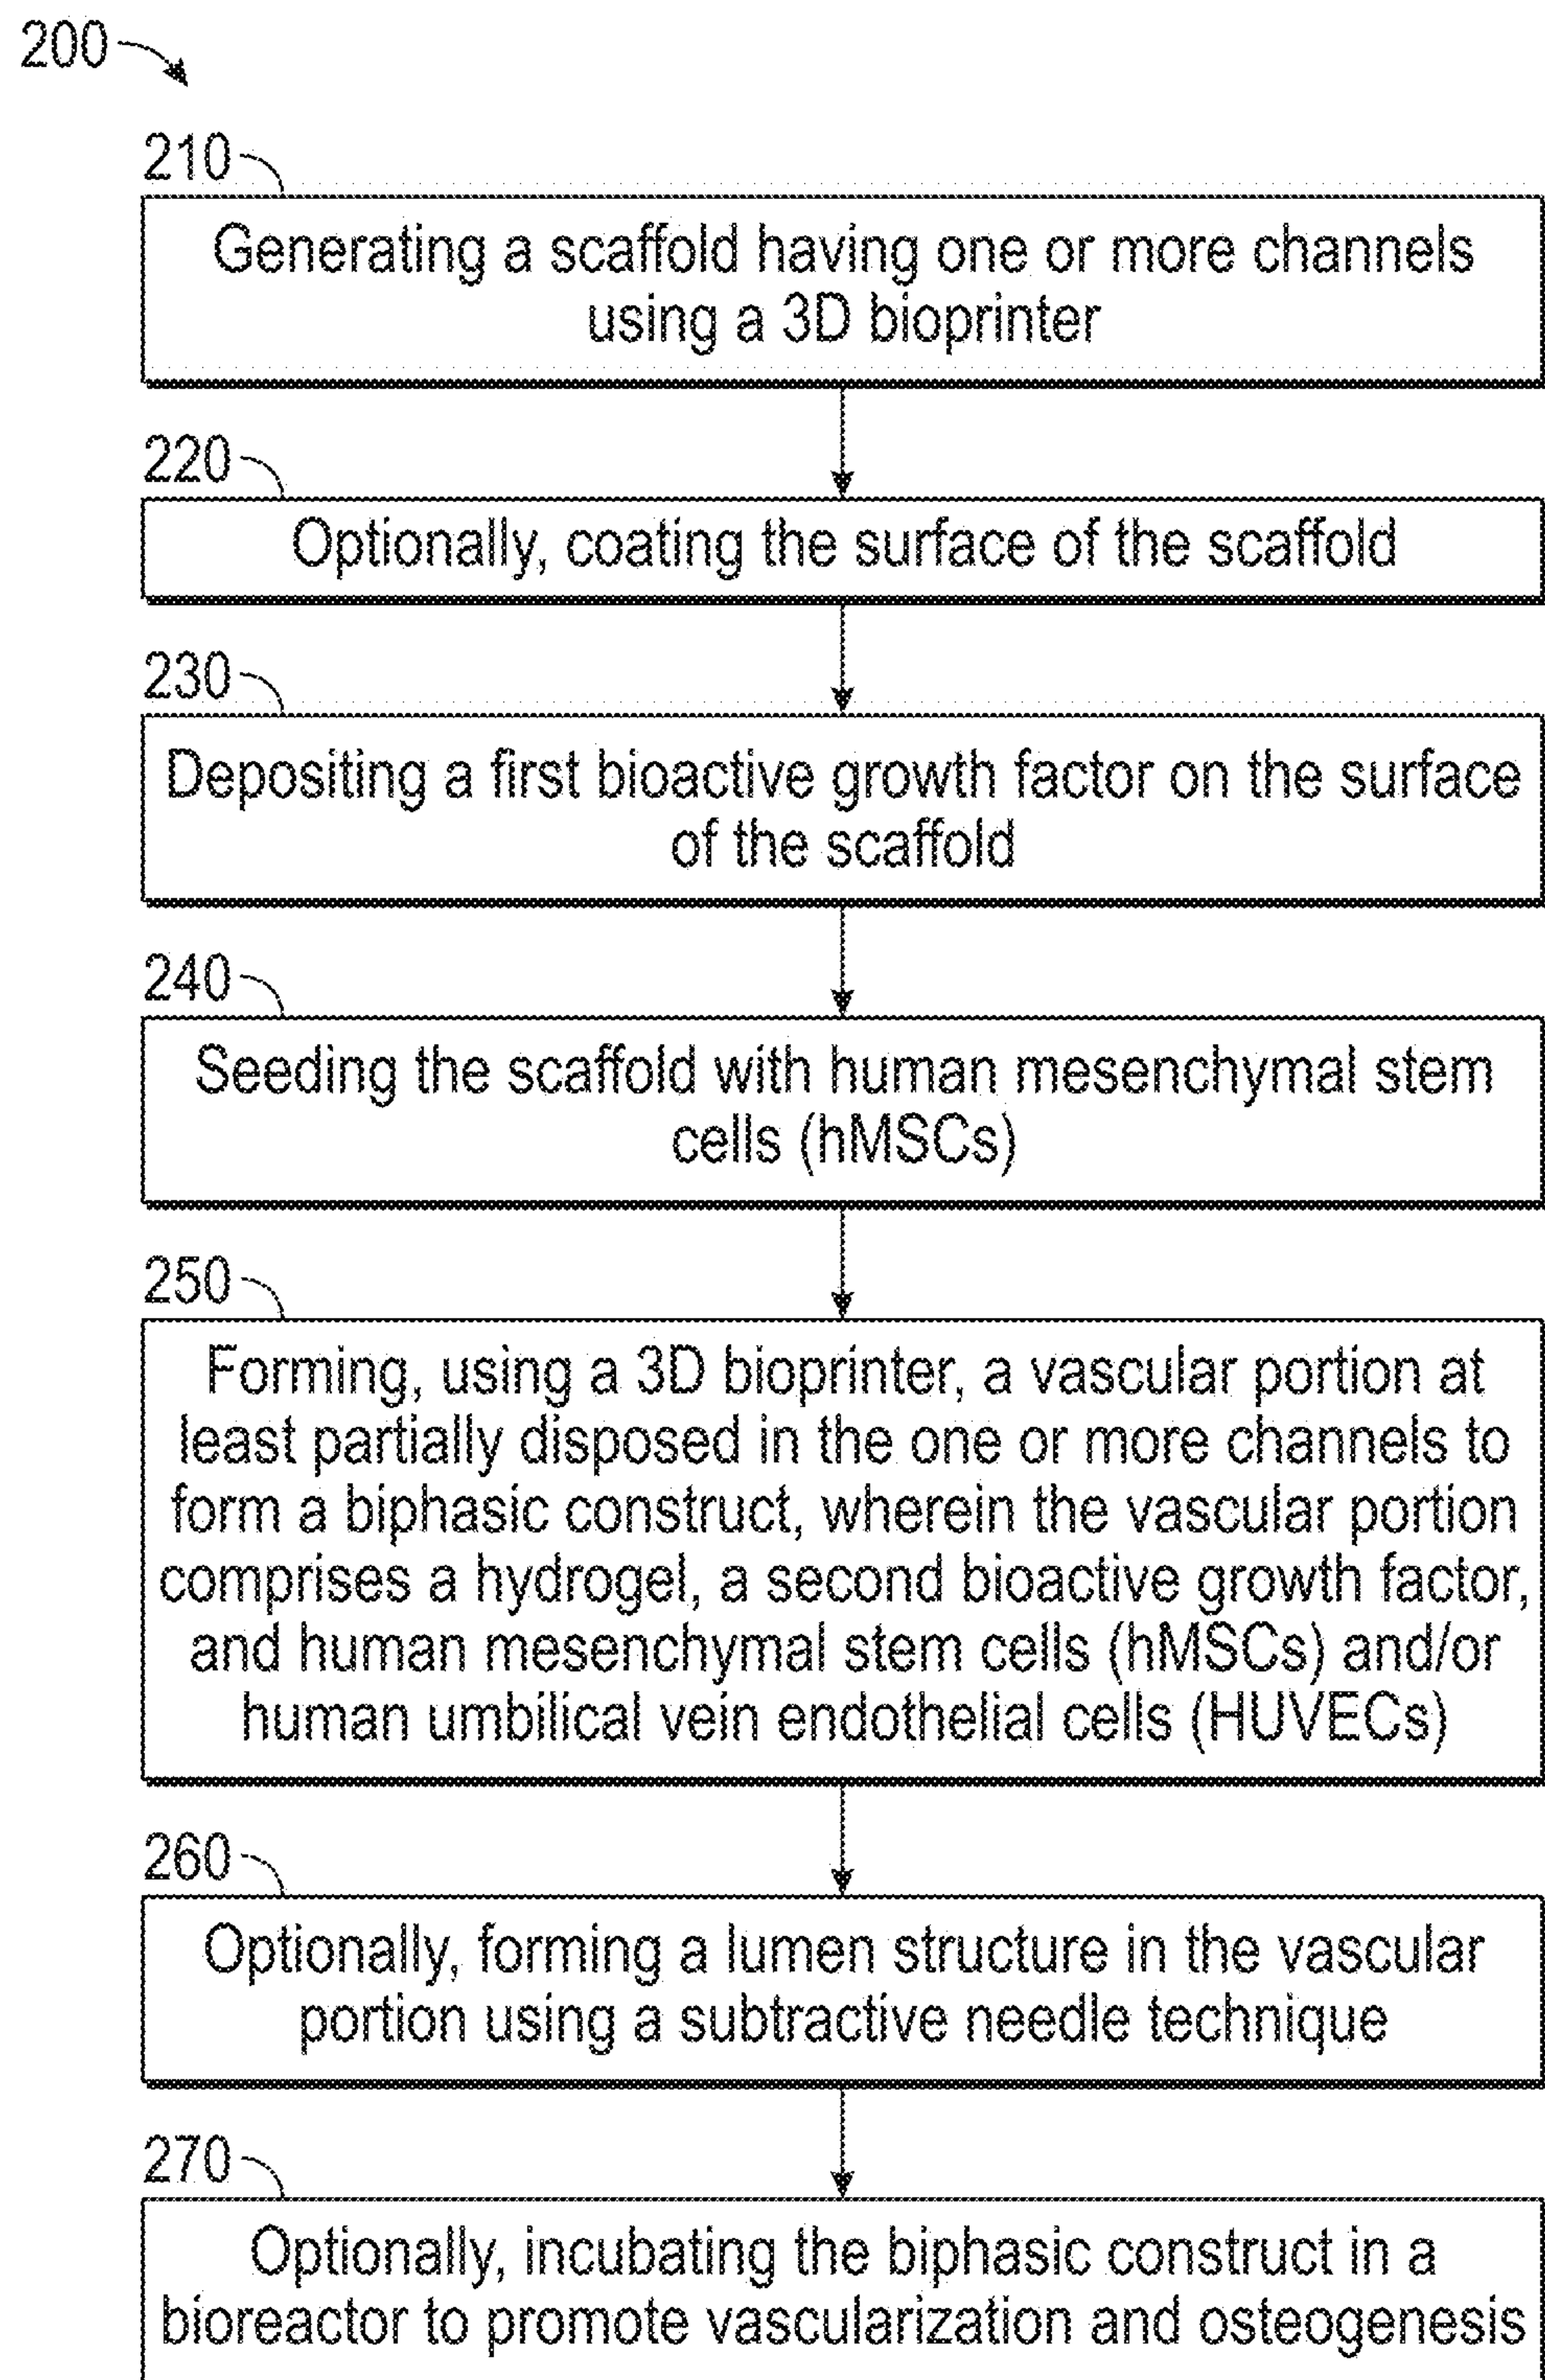 200
210
Generating a scaffold having one or more channels
using a 3D bioprinter
220
Optionally, coating the surface of the scaffold
230
Depositing a first bioactive growth factor on the surface
of the scaffold
240
Seeding the scaffold with human mesenchymal stem
cells (hMSCs)
250
Forming, using a 3D bioprinter, a vascular portion at
least partially disposed in the one or more channels to
form a biphasic construct, wherein the vascular portion
comprises a hydrogel, a second bioactive growth factor,
and human mesenchymal stem cells (hMSCs) and/or
human umbilical vein endothelial cells (HUVECs)
260
Optionally, forming a lumen structure in the vascular
portion using a subtractive needle technique
270
Optionally, incubating the biphasic construct in a
bioreactor to promote vascularization and osteogenesis